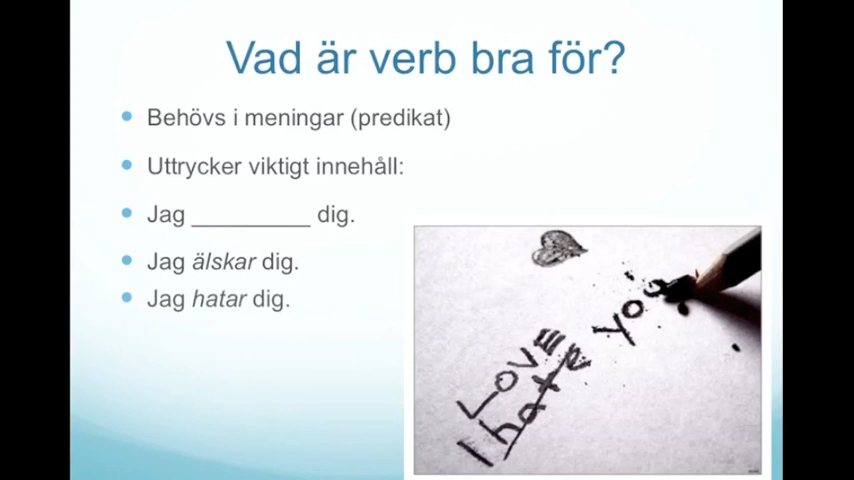 Vad är verb bra för?
Behövs i meningar (predikat)
Uttrycker viktigt innehåll:
Jag __________ dig.
Jag älskar dig.
Jag hatar dig.
LOVE
I hate you